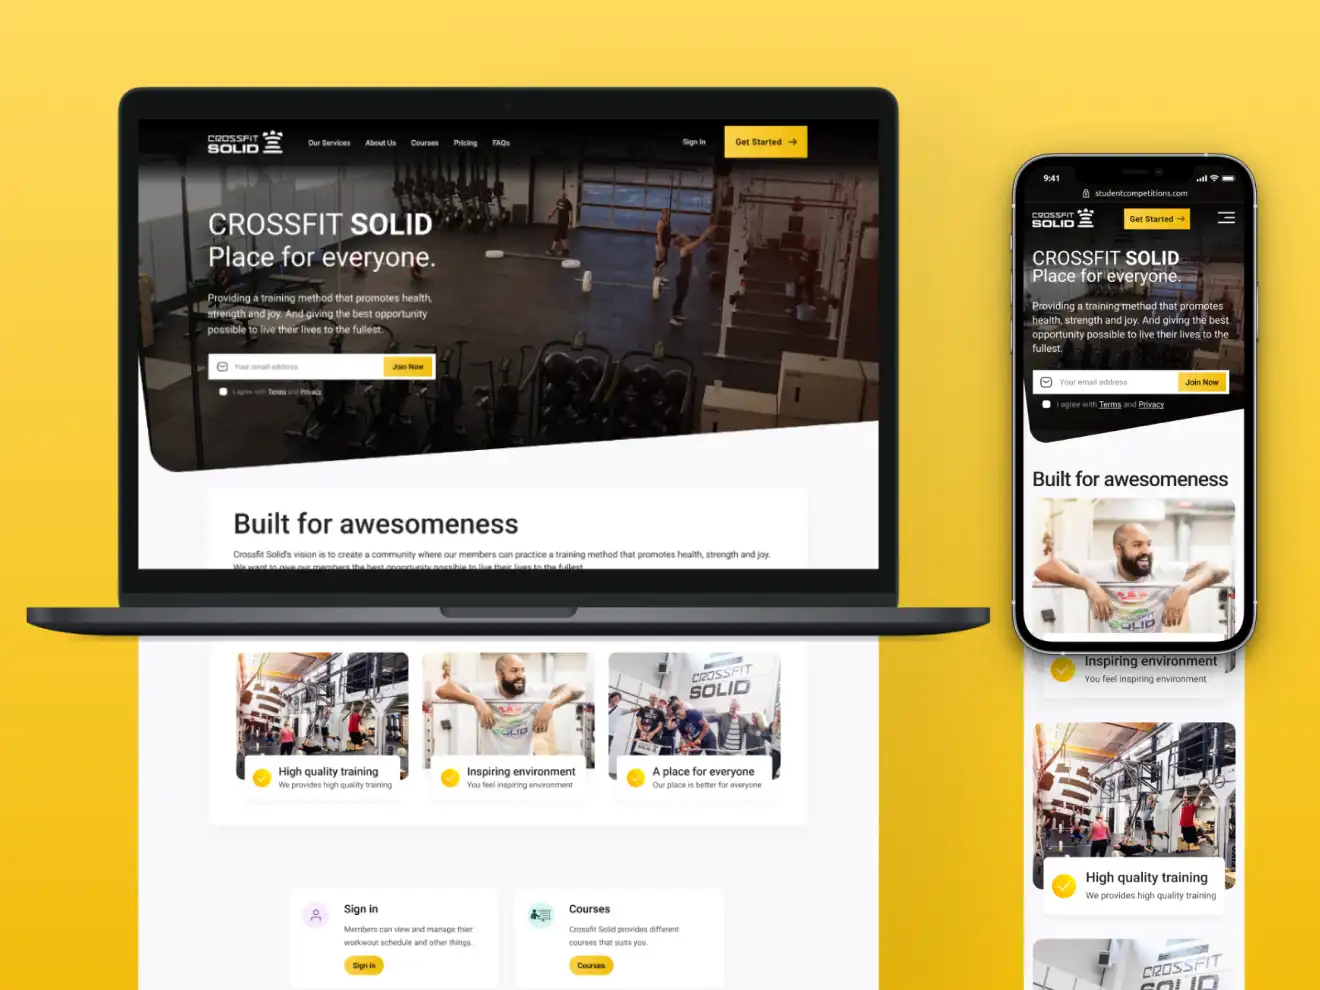 CROSSFIT
SOLID
Our Services About Us Courses Pricing FAQs Sign In Get Started
CROSSFIT SOLID
Place for everyone.
Providing a training method that promotes health,
strength and joy. And giving the best opportunity
possible to live their lives to the fullest.
Your email address Join Now
I agree with Terms and Privacy
Built for awesomeness
Crossfit Solid's vision is to create a community where our members can practice a training method that promotes health, strength and joy.
We want to give our members the best opportunity possible to live their lives to the fullest.
SOLID
CROSSFIT
SOLID
High quality training
We provides high quality training
Inspiring environment
You feel inspiring environment
A place for everyone
Our place is better for everyone
Sign in
Members can view and manage thier
workwout schedule and other things.
Sign In
Courses
Crossfit Solid provides different
courses that suits you.
Courses
9:41
studentcompetitions.com
CROSSFIT
SOLID
Get Started
CROSSFIT SOLID
Place for everyone.
Providing a training method that promotes
health, strength and joy. And giving the best
opportunity possible to live their lives to the
fullest.
Your email address Join Now
I agree with Terms and Privacy
Built for awesomeness
SOLID
Inspiring environment
You feel inspiring environment
High quality training
We provides high quality training
CROSSFIT
SOLID